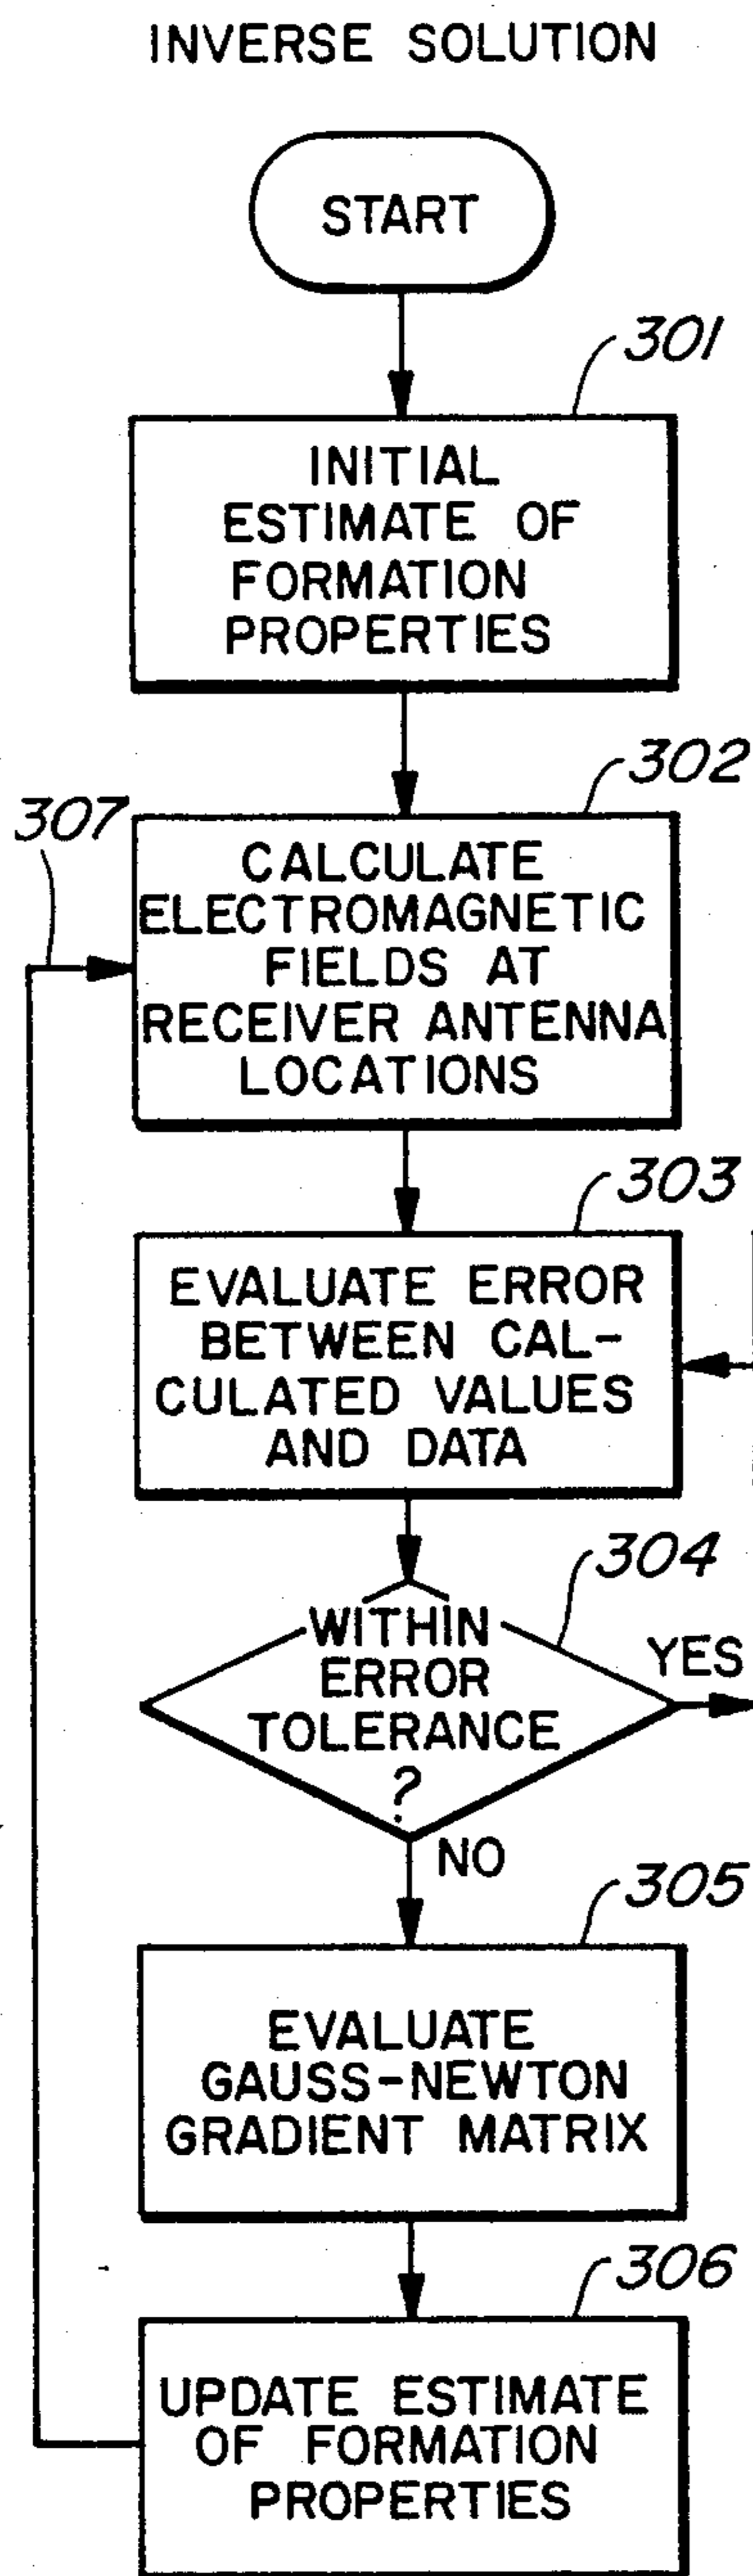 INVERSE SOLUTION
START
301
INITIAL
ESTIMATE OF
FORMATION
PROPERTIES
302
307
CALCULATE
ELECTROMAGNETIC
FIELDS AT
RECEIVER ANTENNA
LOCATIONS
303
EVALUATE ERROR
BETWEEN CAL-
CULATED VALUES
AND DATA
304
WITHIN
ERROR
TOLERANCE
?
YES
NO
305
EVALUATE
GAUSS-NEWTON
GRADIENT MATRIX
306
UPDATE ESTIMATE
OF FORMATION
PROPERTIES